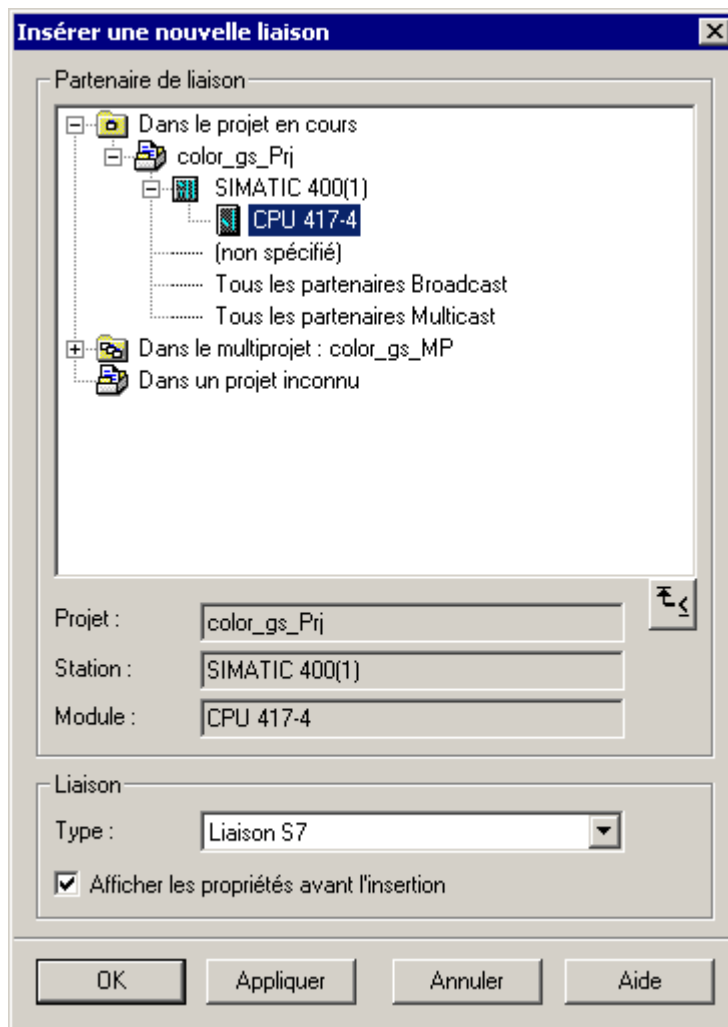 Insérer une nouvelle liaison
Partenaire de liaison
Dans le projet en cours
color_gs_Prj
SIMATIC 400(1)
CPU 417-4
(non spécifié)
Tous les partenaires Broadcast
Tous les partenaires Multicast
Dans le multiprojet : color_gs_MP
Dans un projet inconnu
Projet : color_gs_Prj
Station : SIMATIC 400(1)
Module : CPU 417-4
Liaison
Type : Liaison S7
Afficher les propriétés avant l'insertion
OK Appliquer Annuler Aide